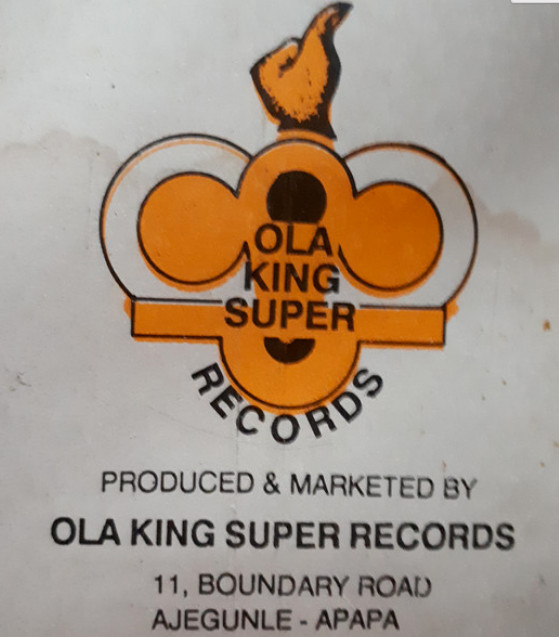 OLA
KING
SUPER
RECORDS
PRODUCED & MARKETED BY
OLA KING SUPER RECORDS
11, BOUNDARY ROAD
AJEGUNLE - APAPA